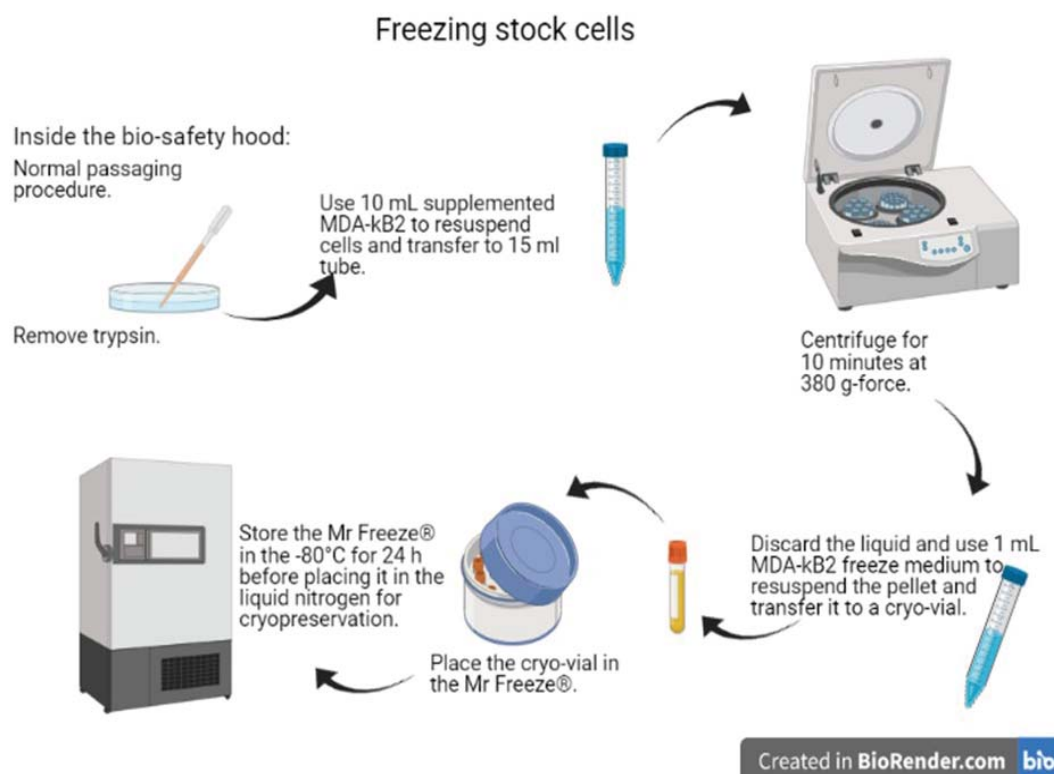 Freezing stock cells
Inside the bio-safety hood:
Normal passaging
procedure.
Remove trypsin.
Use 10 mL supplemented
MDA-kB2 to resuspend
cells and transfer to 15 ml
tube.
Centrifuge for
10 minutes at
380 g-force.
Discard the liquid and use 1 mL
MDA-kB2 freeze medium to
resuspend the pellet and
transfer it to a cryo-vial.
Place the cryo-vial in
the Mr Freeze®.
Store the Mr Freeze®
in the -80°C for 24 h
before placing it in the
liquid nitrogen for
cryopreservation.
Created in BioRender.com bio